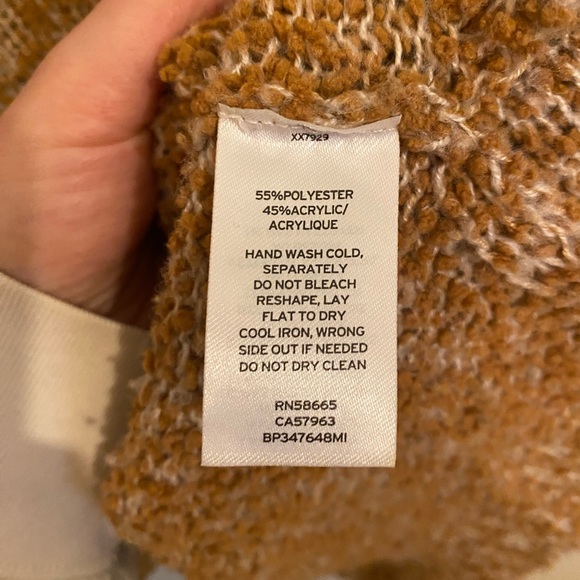 XX7929
55%POLYESTER
45%ACRYLIC/
ACRYLIQUE
HAND WASH COLD,
SEPARATELY
DO NOT BLEACH
RESHAPE, LAY
FLAT TO DRY
COOL IRON, WRONG
SIDE OUT IF NEEDED
DO NOT DRY CLEAN
RN58665
CA57963
BP347648MI